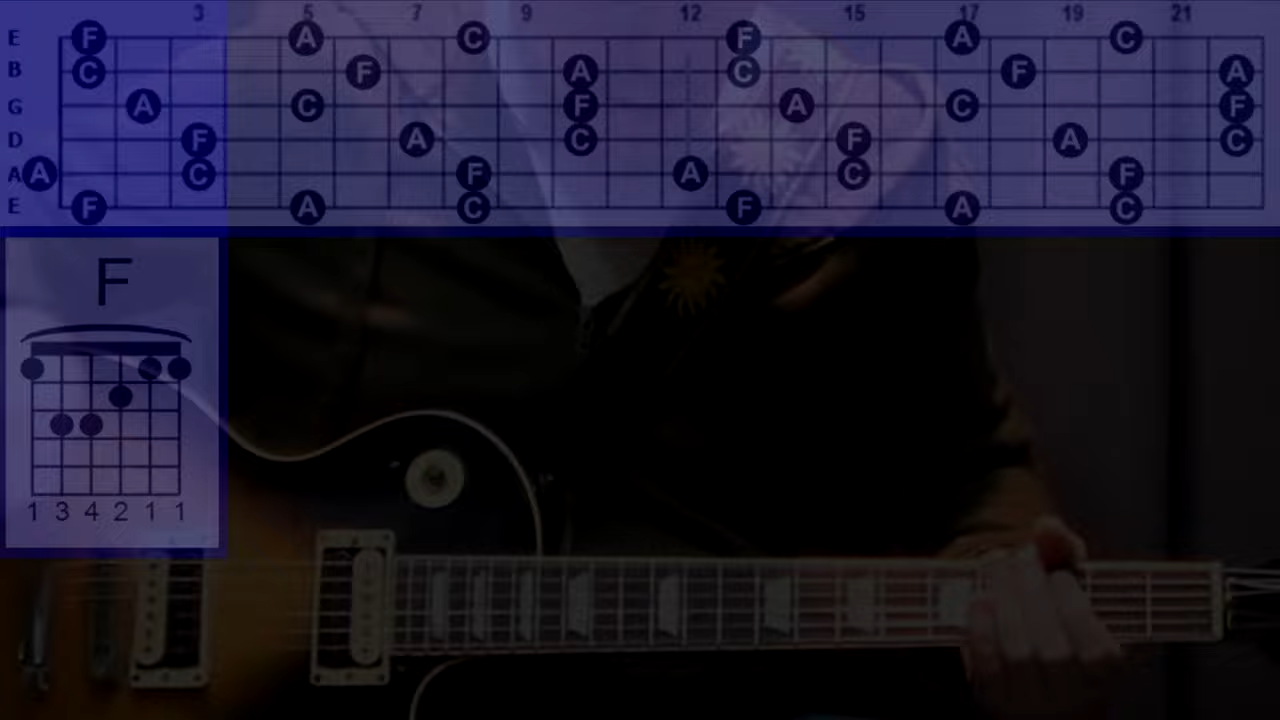 3 5 7 9 12 15 17 19 21
E F A C F A C
B C F A C F A
G A C F A C F
D F A C F A C
A A C F A C F
E F A C F A C
F
1 3 4 2 1 1